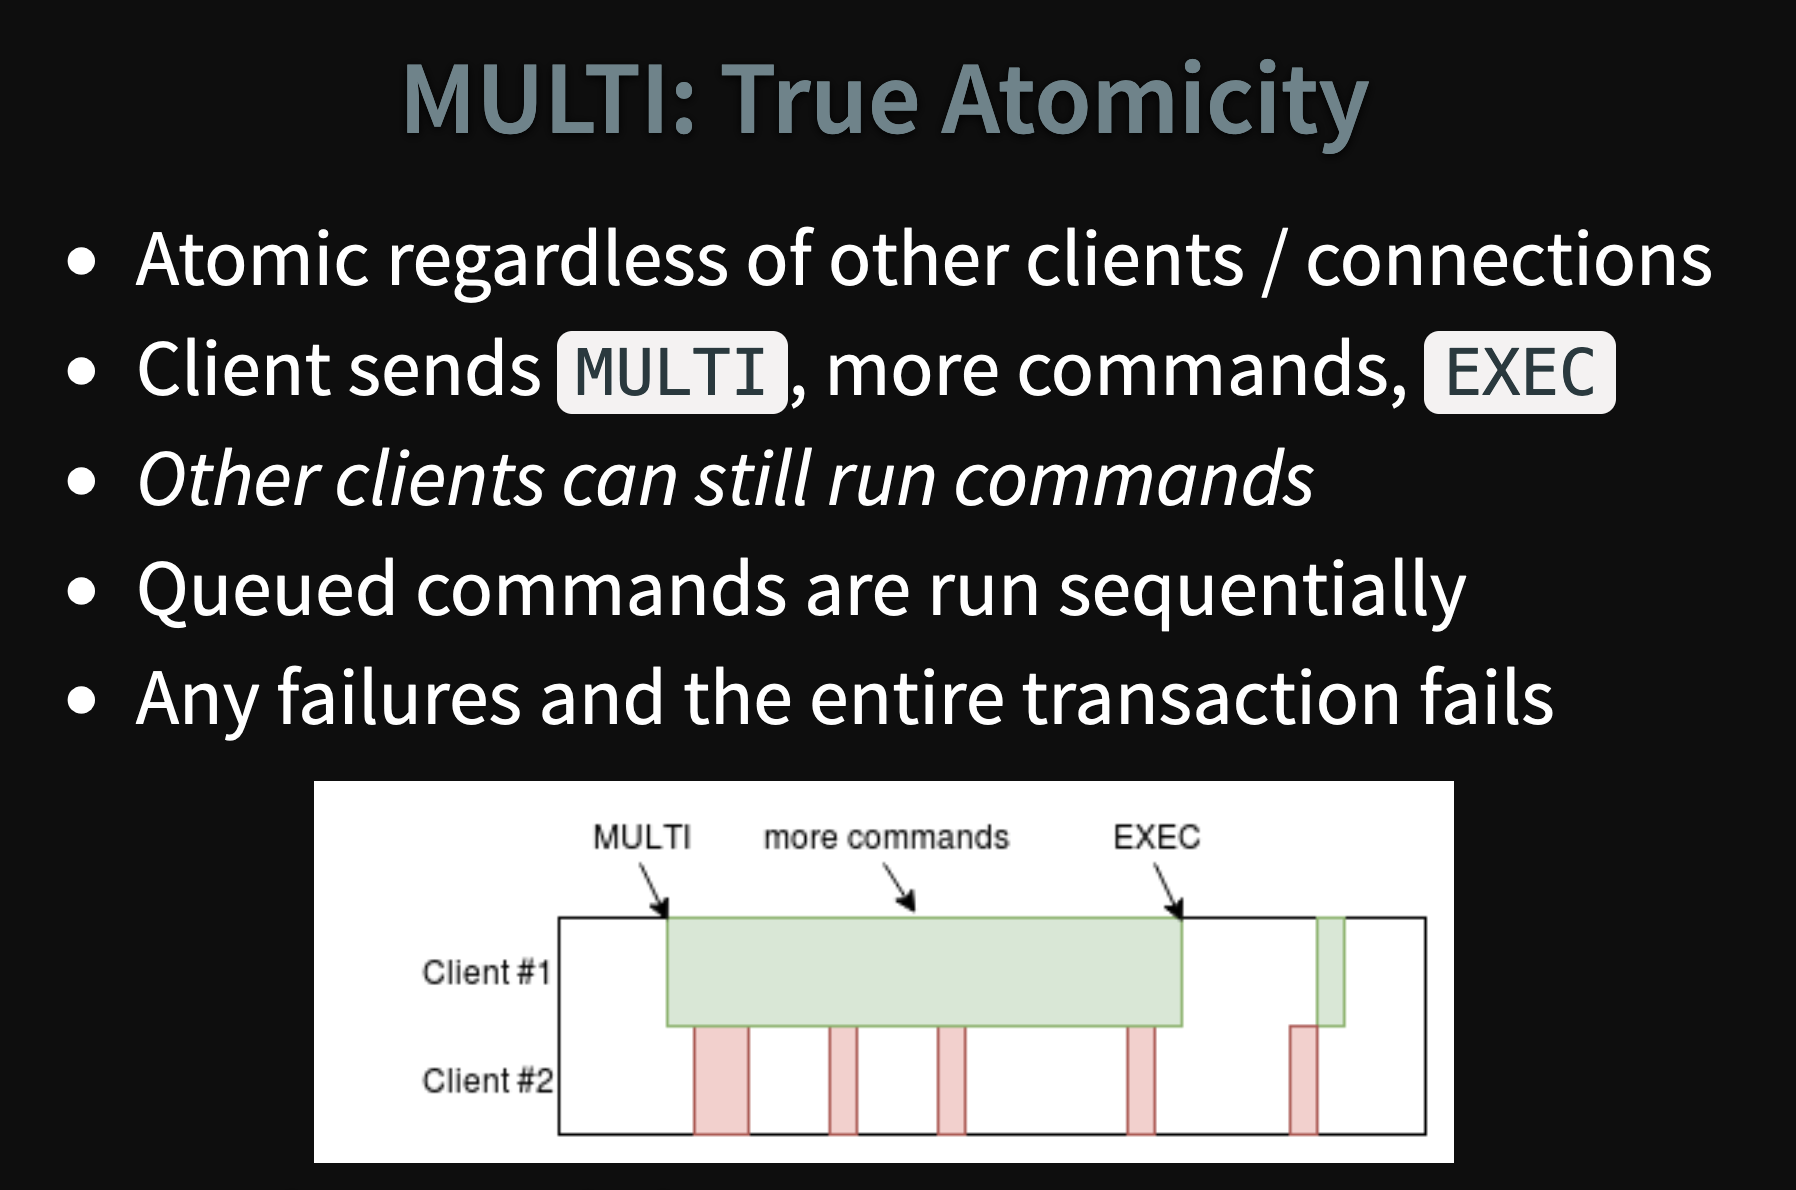 MULTI: True Atomicity
• Atomic regardless of other clients / connections
• Client sends MULTI, more commands, EXEC
• Other clients can still run commands
• Queued commands are run sequentially
• Any failures and the entire transaction fails
MULTI more commands EXEC
Client #1
Client #2